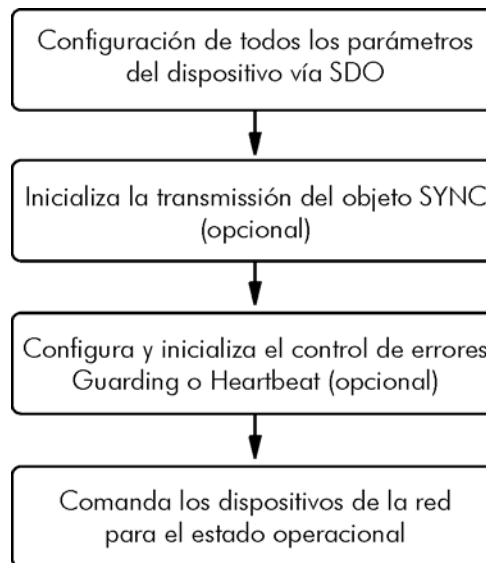 Configuración de todos los parámetros
del dispositivo vía SDO
Inicializa la transmissión del objeto SYNC
(opcional)
Configura y inicializa el control de errores
Guarding o Heartbeat (opcional)
Comanda los dispositivos de la red
para el estado operacional